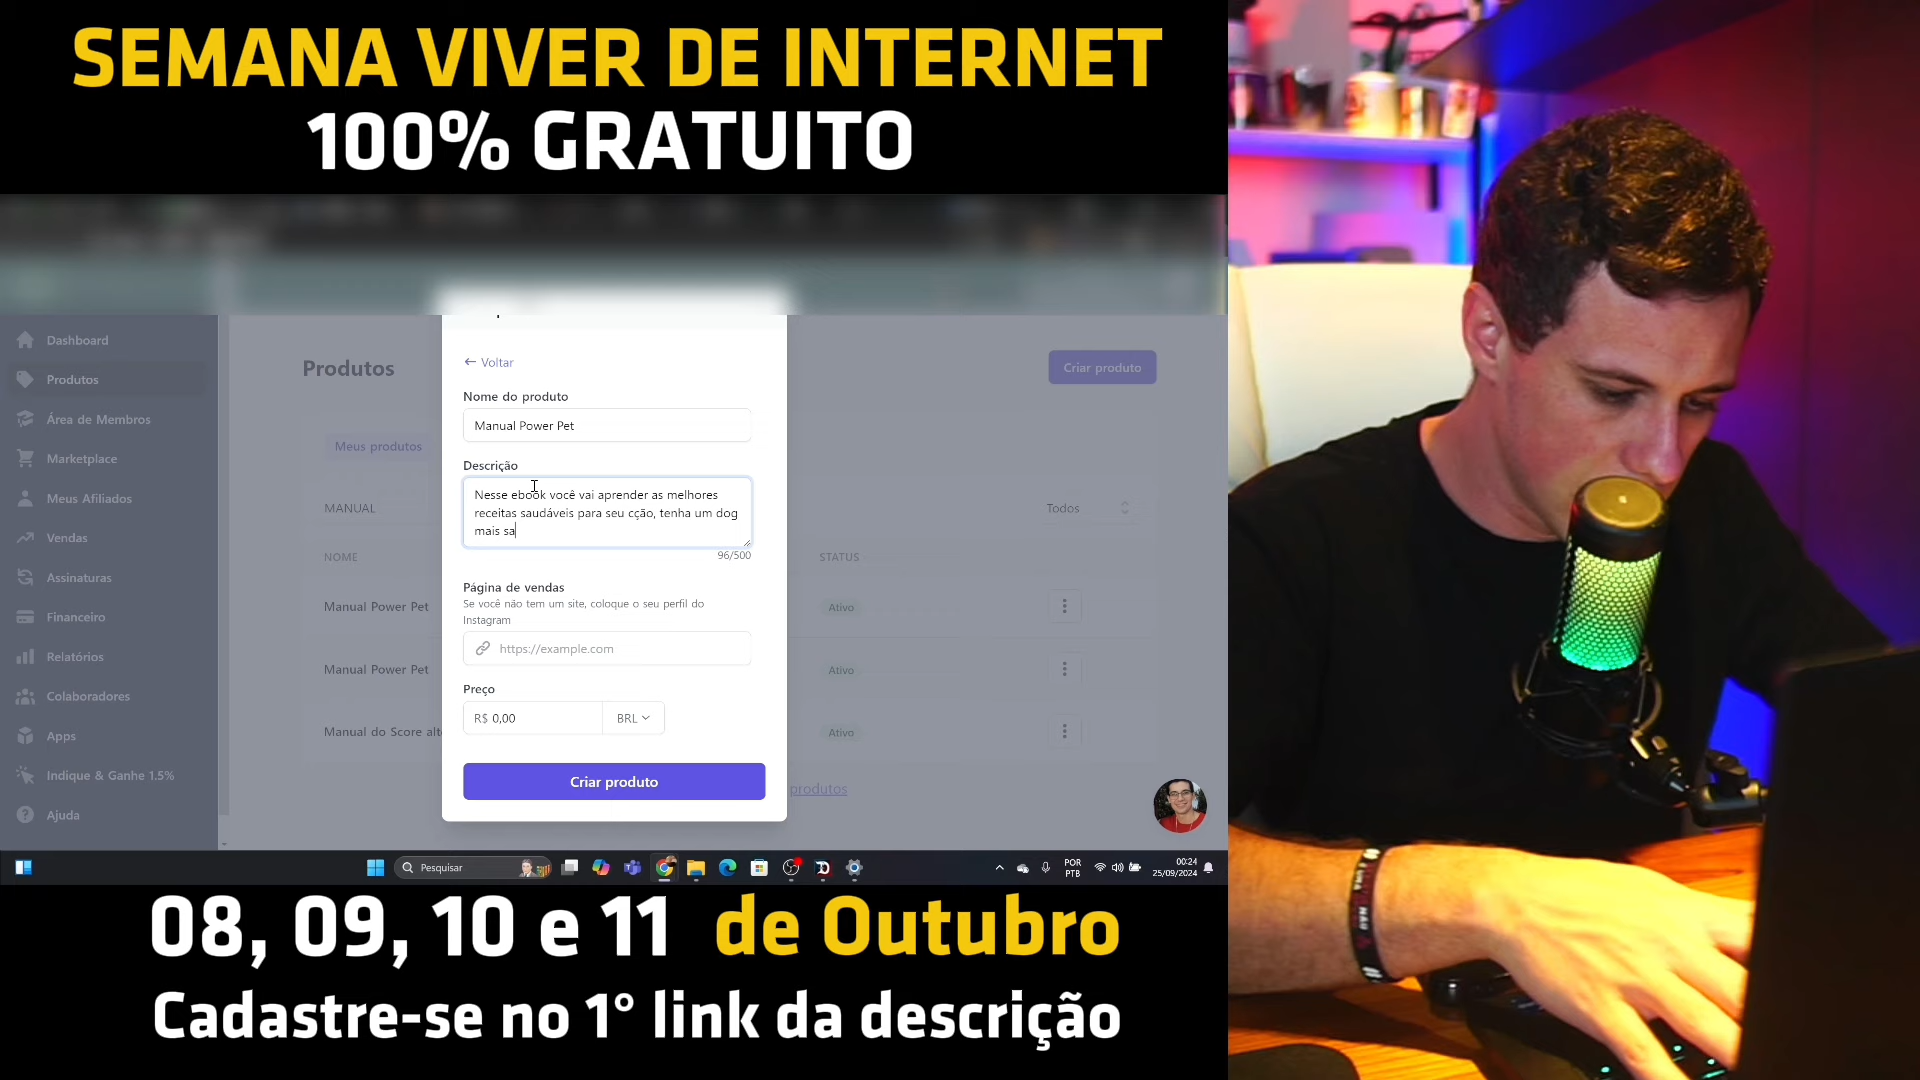 SEMANA VIVER DE INTERNET
100% GRATUITO
Dashboard
Produtos
Área de Membros
Marketplace
Meus Afiliados
Vendas
Assinaturas
Financeiro
Relatórios
Colaboradores
Apps
Indique & Ganhe 1.5%
Ajuda
Produtos
Criar produto
Meus produtos
MANUAL
Todos
NOME
STATUS
Manual Power Pet
Ativo
Manual Power Pet
Ativo
Manual do Score alt
Ativo
produtos
← Voltar
Nome do produto
Manual Power Pet
Descrição
Nesse ebook você vai aprender as melhores
receitas saudáveis para seu cção, tenha um dog
mais sa
96/500
Página de vendas
Se você não tem um site, coloque o seu perfil do
Instagram
https://example.com
Preço
R$ 0,00
BRL
Criar produto
Pesquisar
POR
PTB
00:24
25/09/2024
08, 09, 10 e 11 de Outubro
Cadastre-se no 1° link da descrição